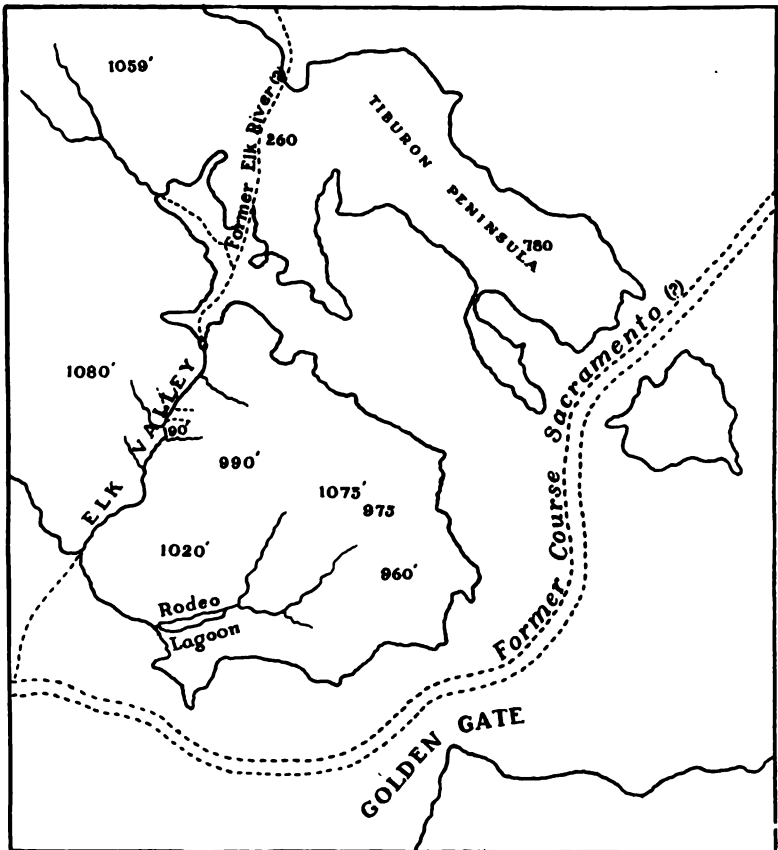 1059'
Former Elk River (?)
260
TIBURON PENINSULA
780
Former Course Sacramento (?)
1080'
ELK VALLEY
90'
990'
1075'
973
1020'
960'
Rodeo
Lagoon
GOLDEN GATE